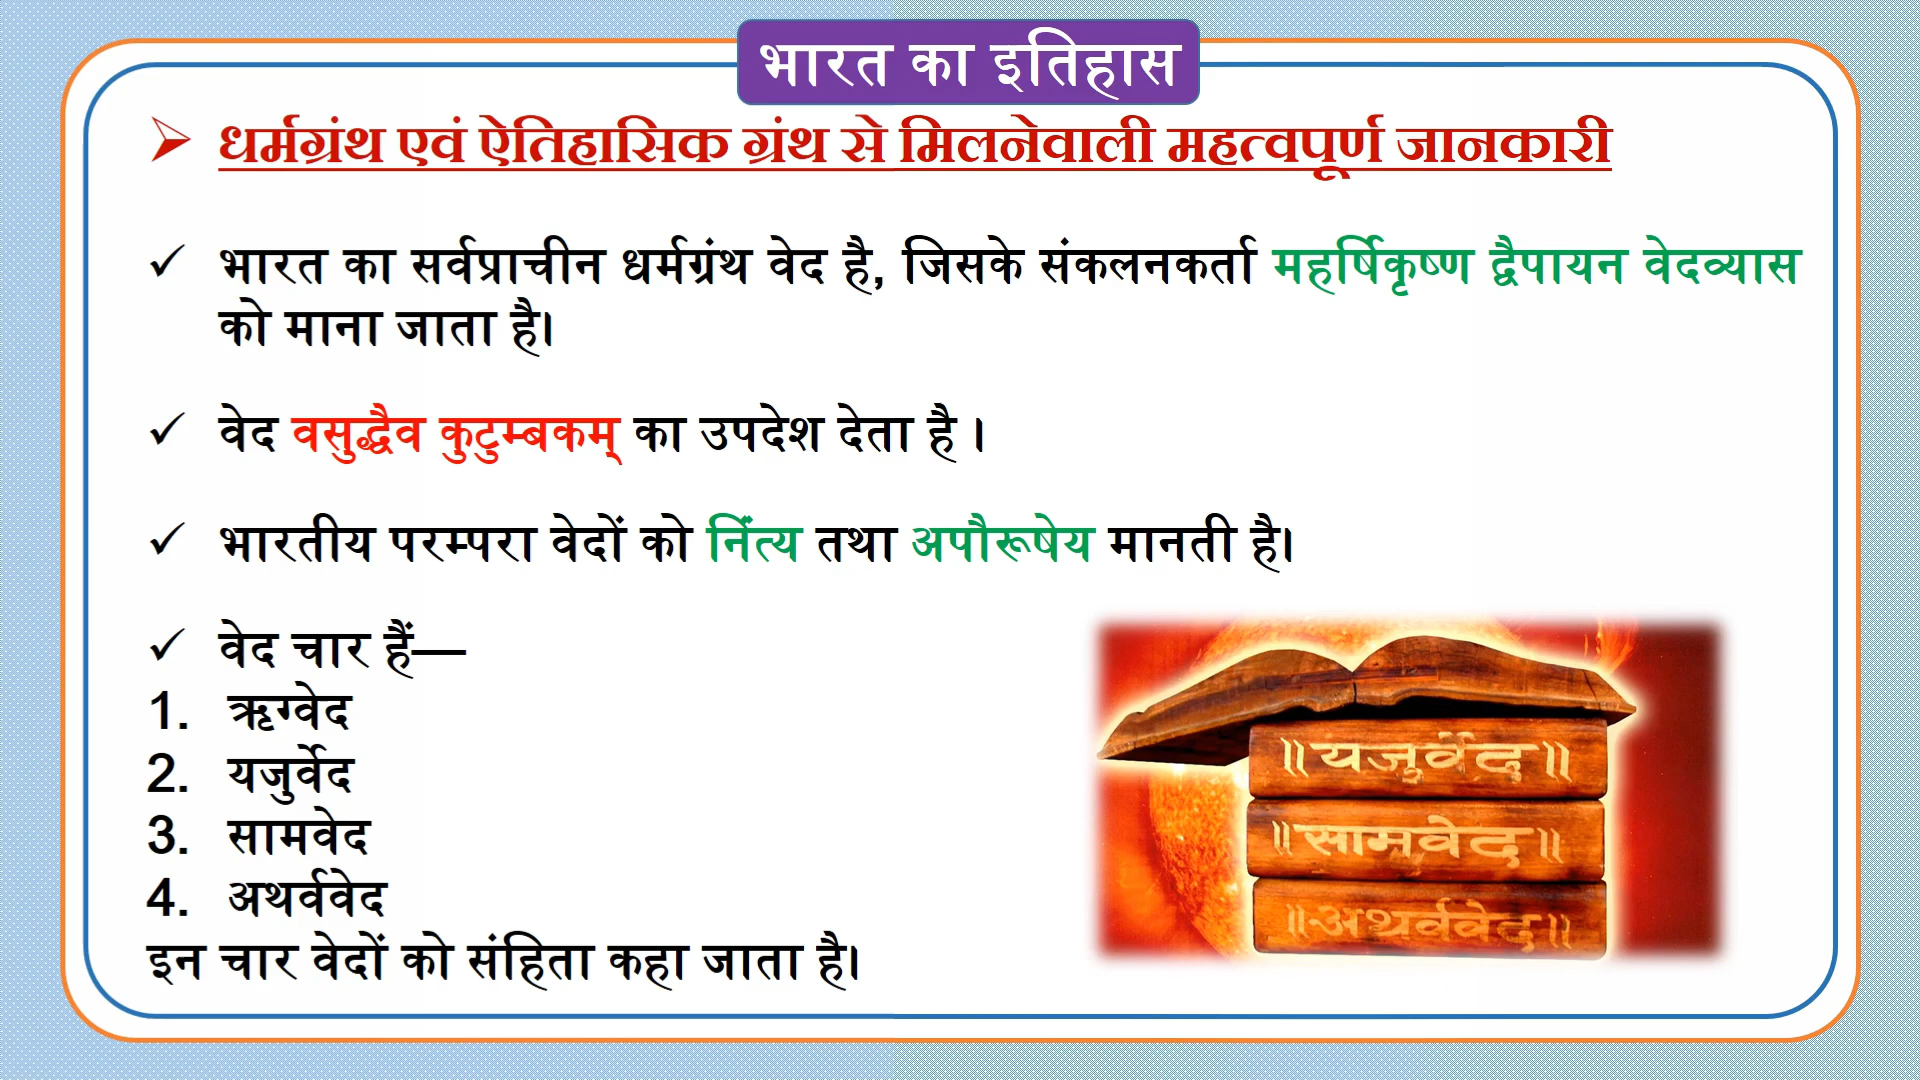 भारत का इतिहास
धर्मग्रंथ एवं ऐतिहासिक ग्रंथ से मिलनेवाली महत्वपूर्ण जानकारी
भारत का सर्वप्राचीन धर्मग्रंथ वेद है, जिसके संकलनकर्ता महर्षिकृष्ण द्वैपायन वेदव्यास
को माना जाता है।
वेद वसुद्धैव कुटुम्बकम् का उपदेश देता है ।
भारतीय परम्परा वेदों को र्नित्य तथा अपौरूषेय मानती है।
वेद चार हैं—
1. ऋग्वेद
2. यजुर्वेद
3. सामवेद
4. अथर्ववेद
इन चार वेदों को संहिता कहा जाता है।
॥यजुर्वेद॥
॥सामवेद॥
॥अथर्ववेद॥